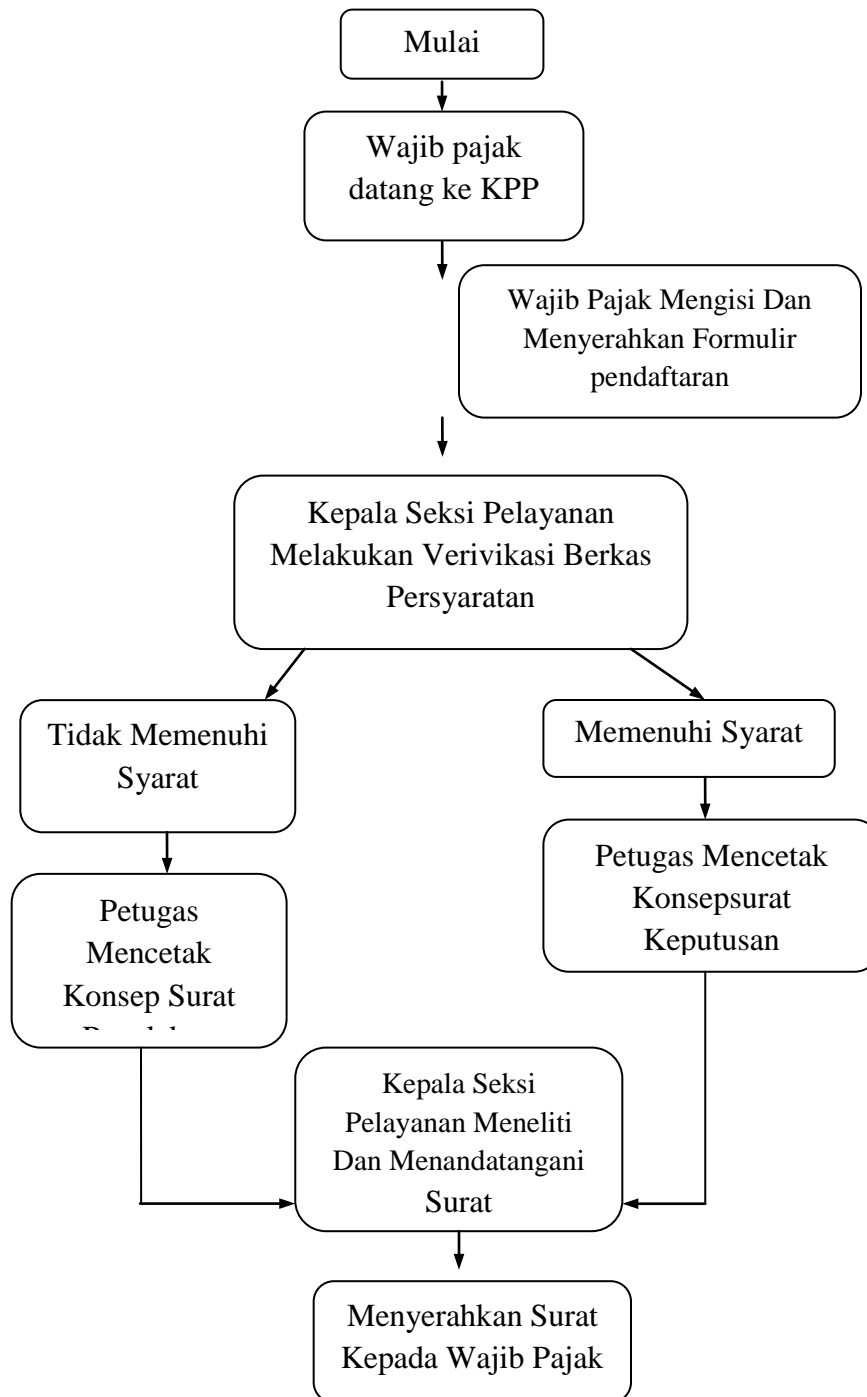 Mulai
Wajib pajak
datang ke KPP
Wajib Pajak Mengisi Dan
Menyerahkan Formulir
pendaftaran
Kepala Seksi Pelayanan
Melakukan Verivikasi Berkas
Persyaratan
Tidak Memenuhi
Syarat
Memenuhi Syarat
Petugas
Mencetak
Konsep Surat
Petugas Mencetak
Konsepsurat
Keputusan
Kepala Seksi
Pelayanan Meneliti
Dan Menandatangani
Surat
Menyerahkan Surat
Kepada Wajib Pajak